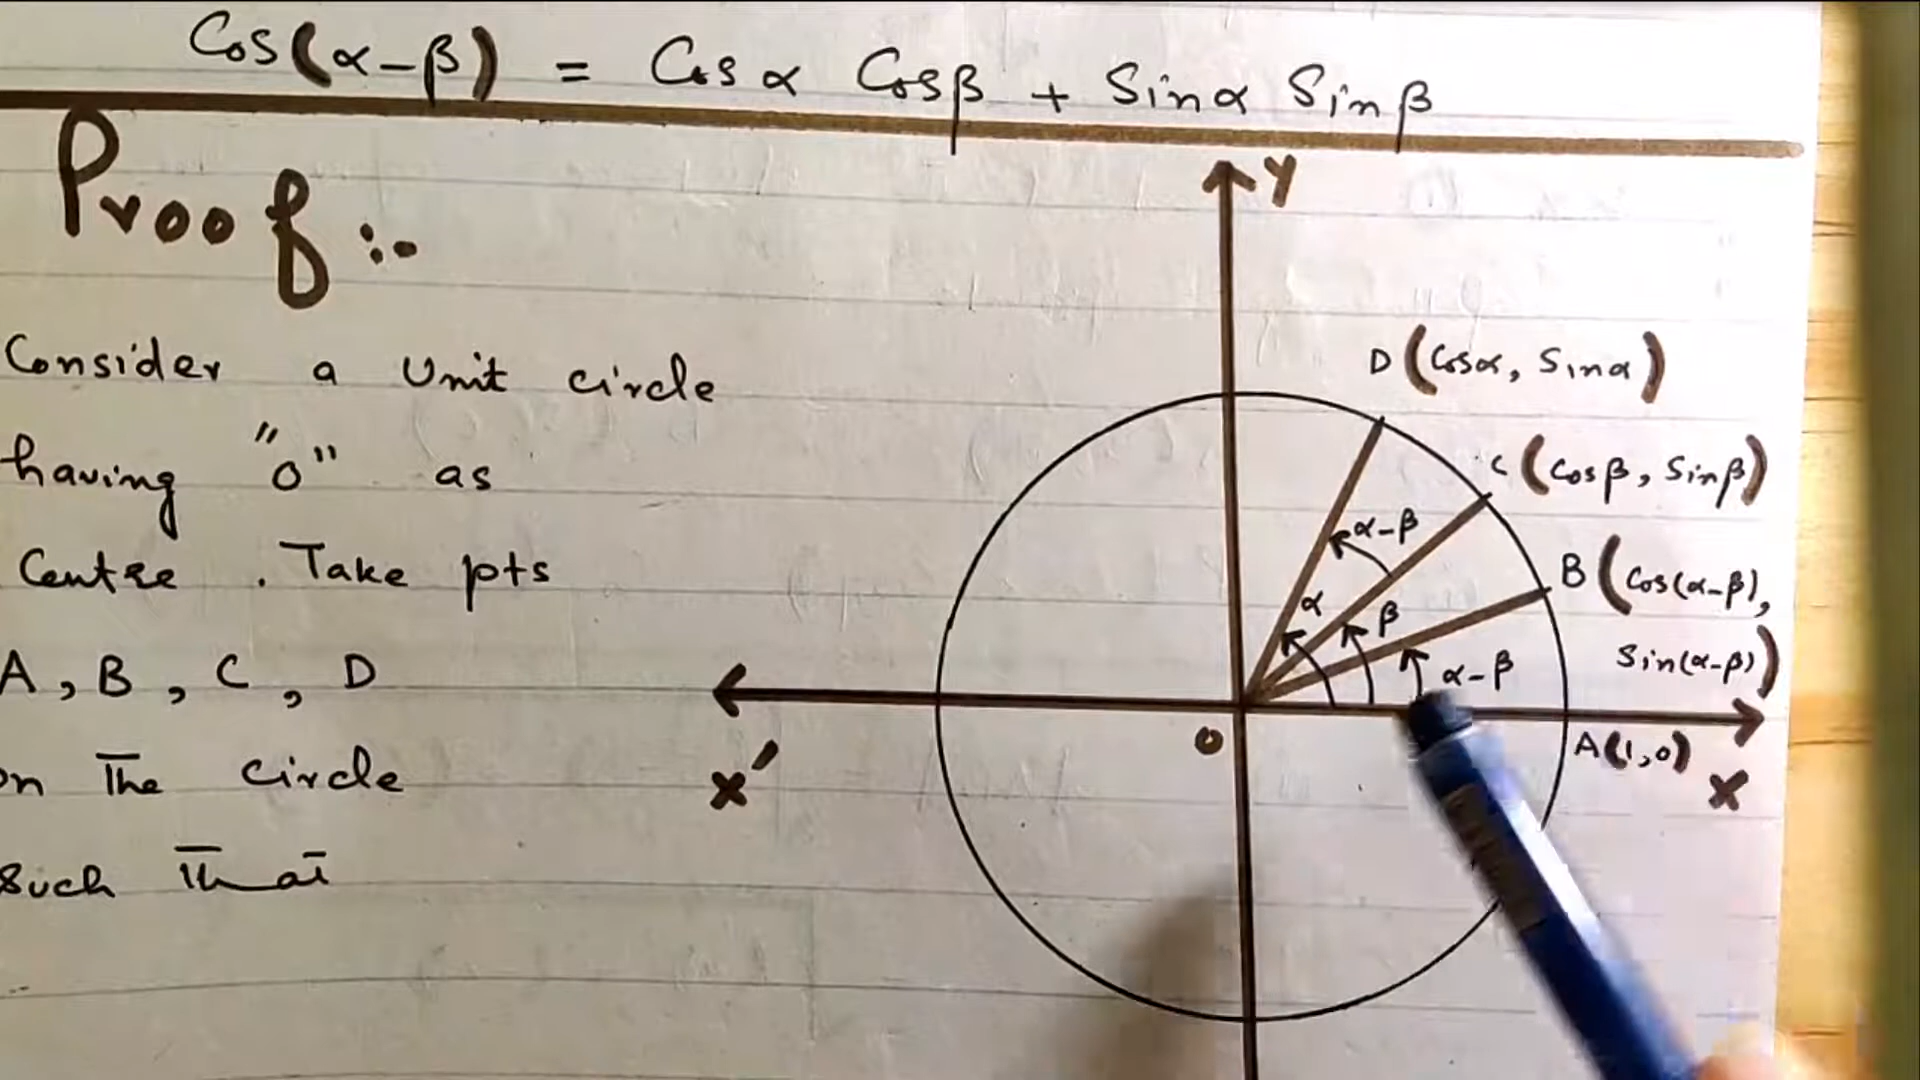 Cos(α-β) = Cosα Cosβ + Sinα Sinβ
Proof :-
Consider a Unit circle
having "O" as
Centre . Take pts
A, B, C, D
on The circle
such That
Y
D (Cosα, Sinα)
C (Cosβ, Sinβ)
B (Cos(α-β),
Sin(α-β))
α-β
α
β
α-β
O
A(1,0)
X'
X